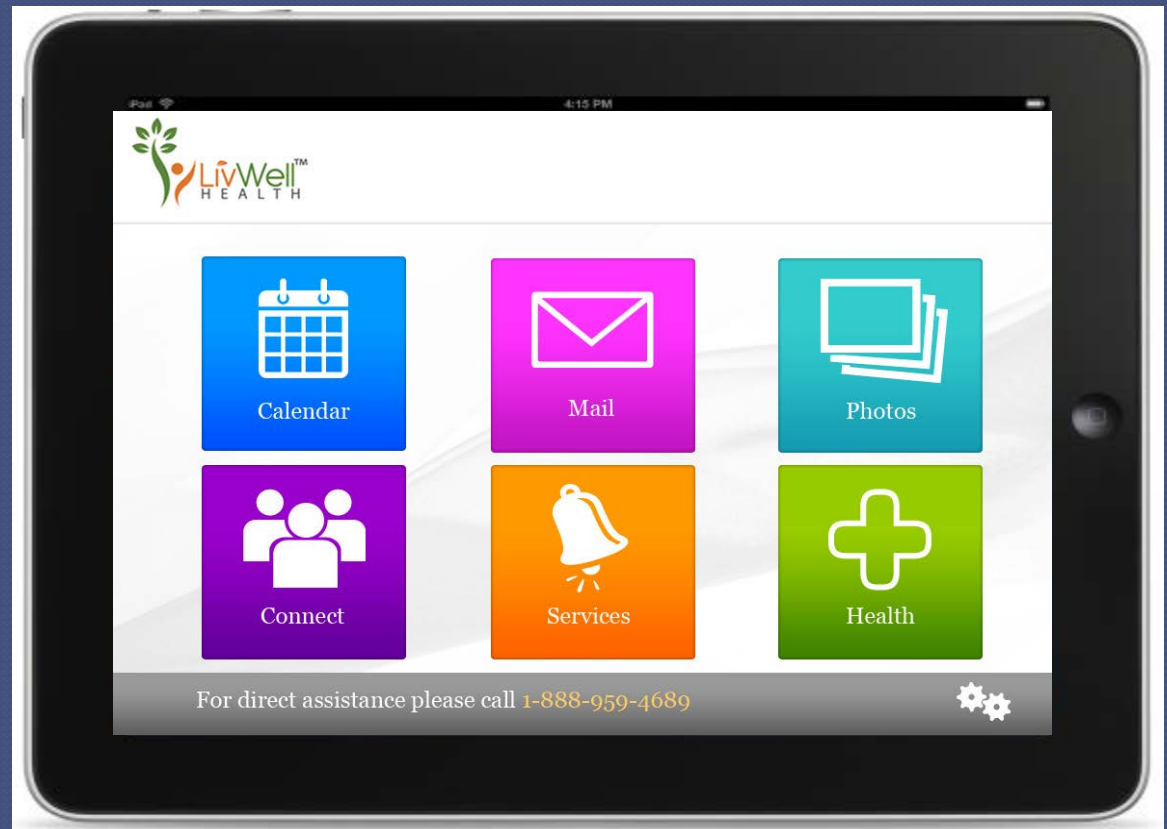 iPad
4:15 PM
LivWell™
HEALTH
Calendar
Mail
Photos
Connect
Services
Health
For direct assistance please call 1-888-959-4689